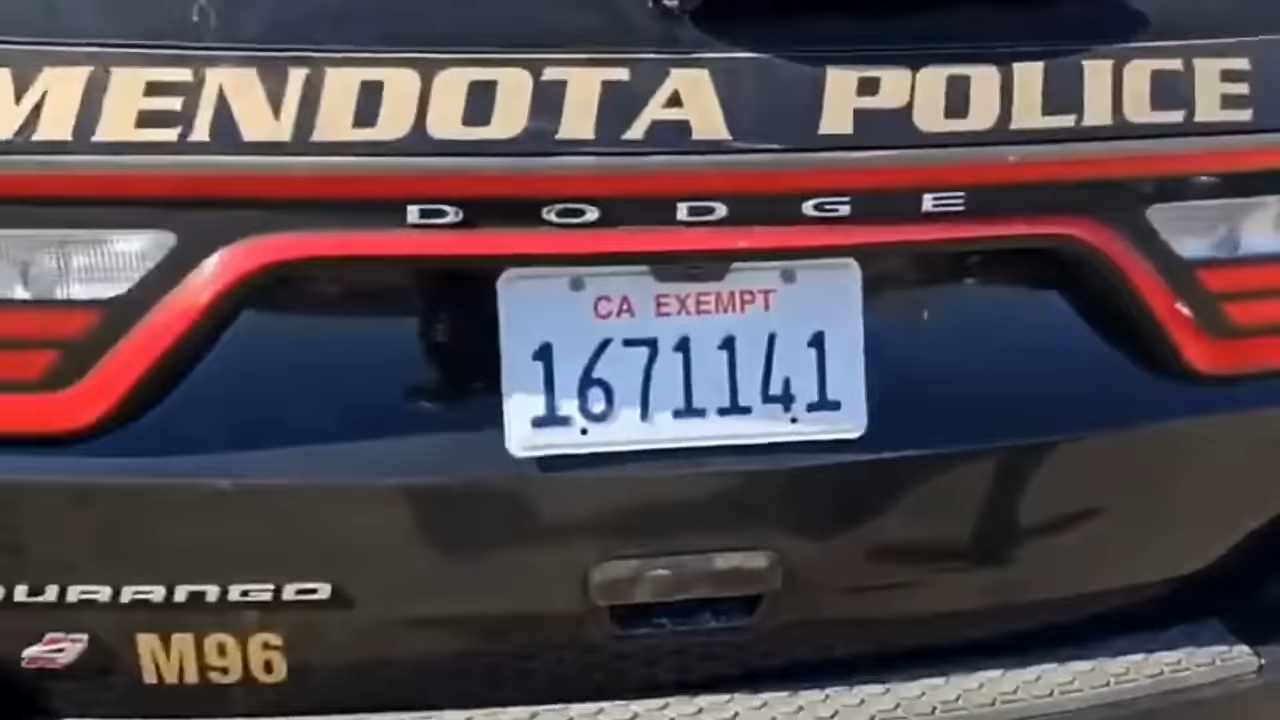 MENDOTA POLICE
DODGE
CA EXEMPT
1671141
DURANGO
M96